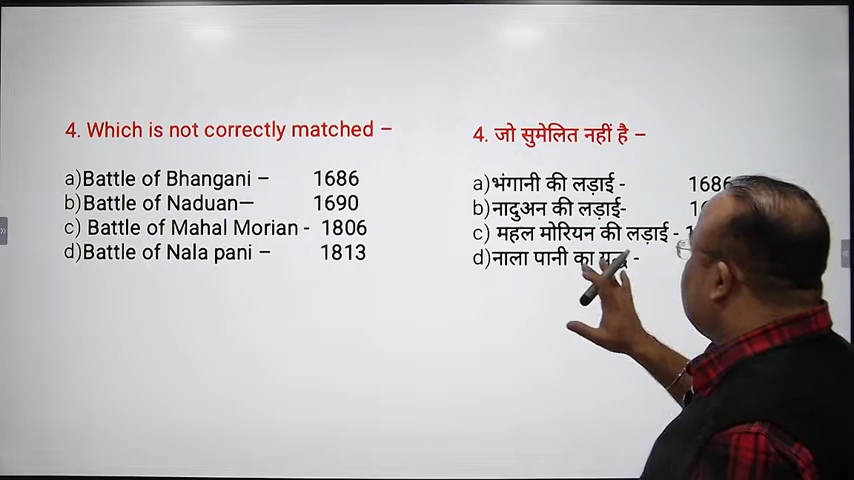 4. Which is not correctly matched –
a)Battle of Bhangani – 1686
b)Battle of Naduan— 1690
c) Battle of Mahal Morian - 1806
d)Battle of Nala pani – 1813
4. जो सुमेलित नहीं है –
a)भंगानी की लड़ाई - 1686
b)नादुअन की लड़ाई-
c) महल मोरियन की लड़ाई -
d)नाला पानी का -